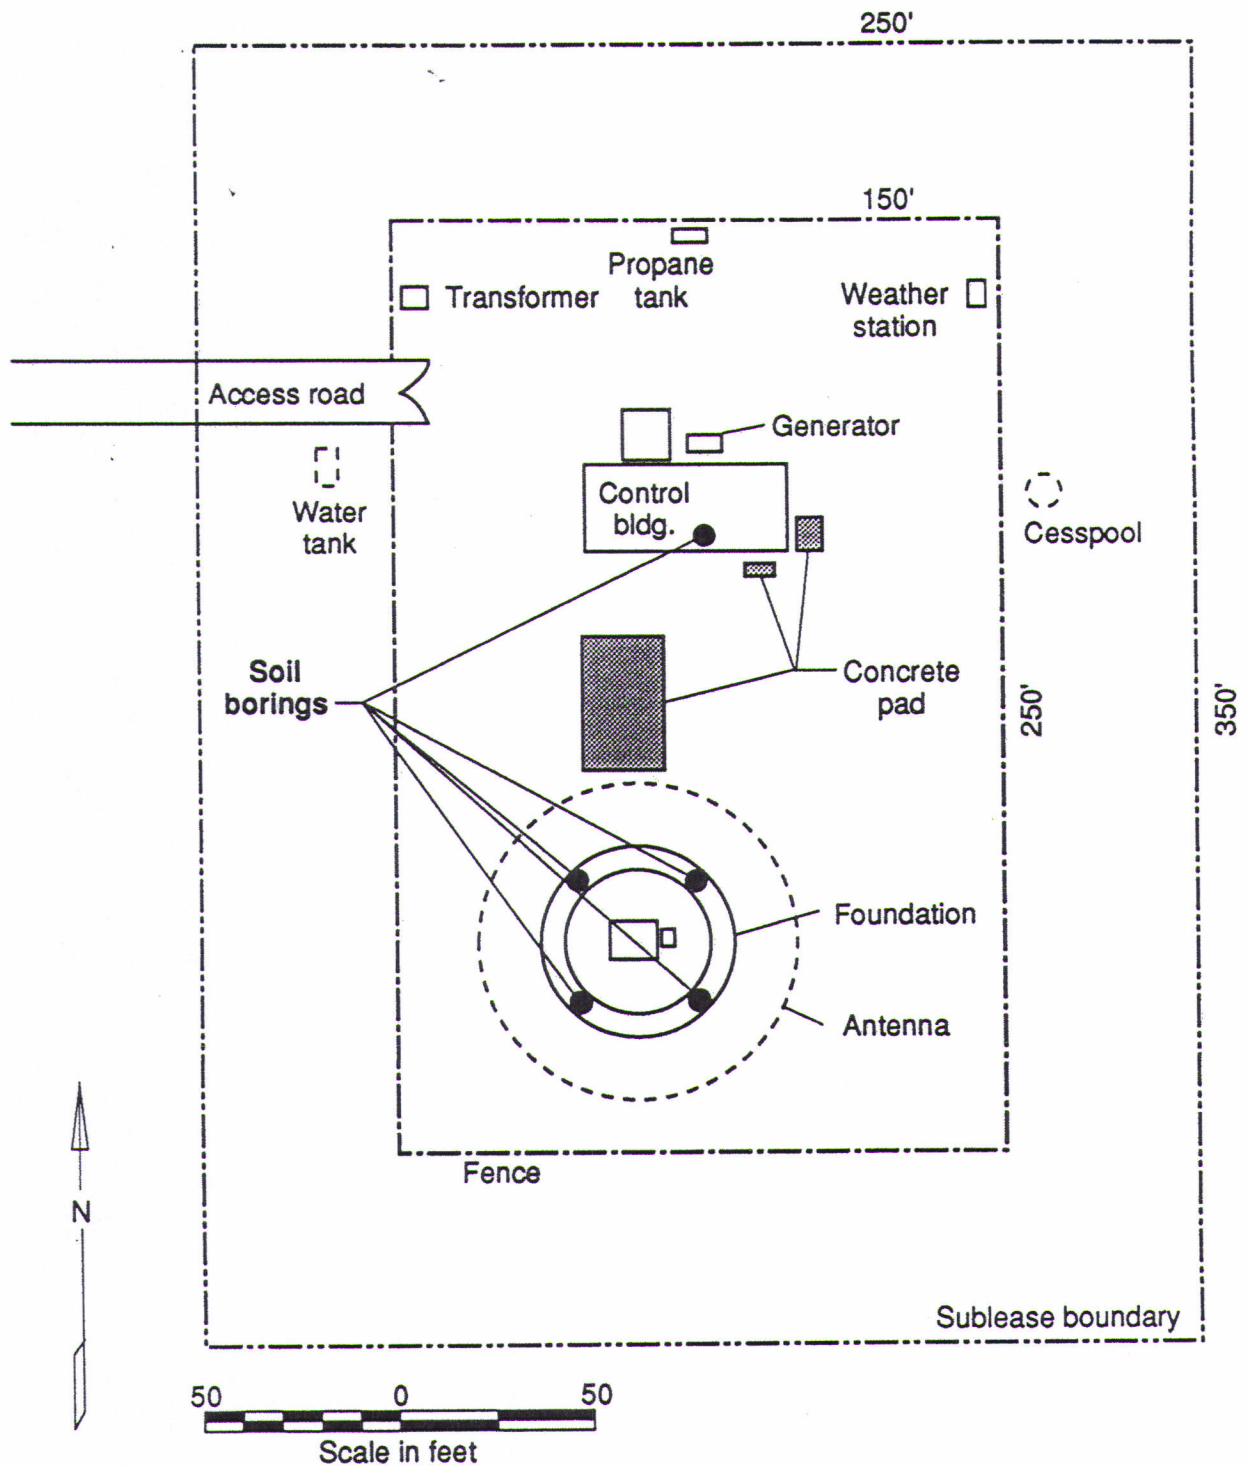 250'
150'
Propane
tank
Transformer
Weather
station
Access road
Generator
Control
bldg.
Water
tank
Cesspool
Soil
borings
Concrete
pad
250'
350'
Foundation
Antenna
Fence
N
Sublease boundary
50 0 50
Scale in feet